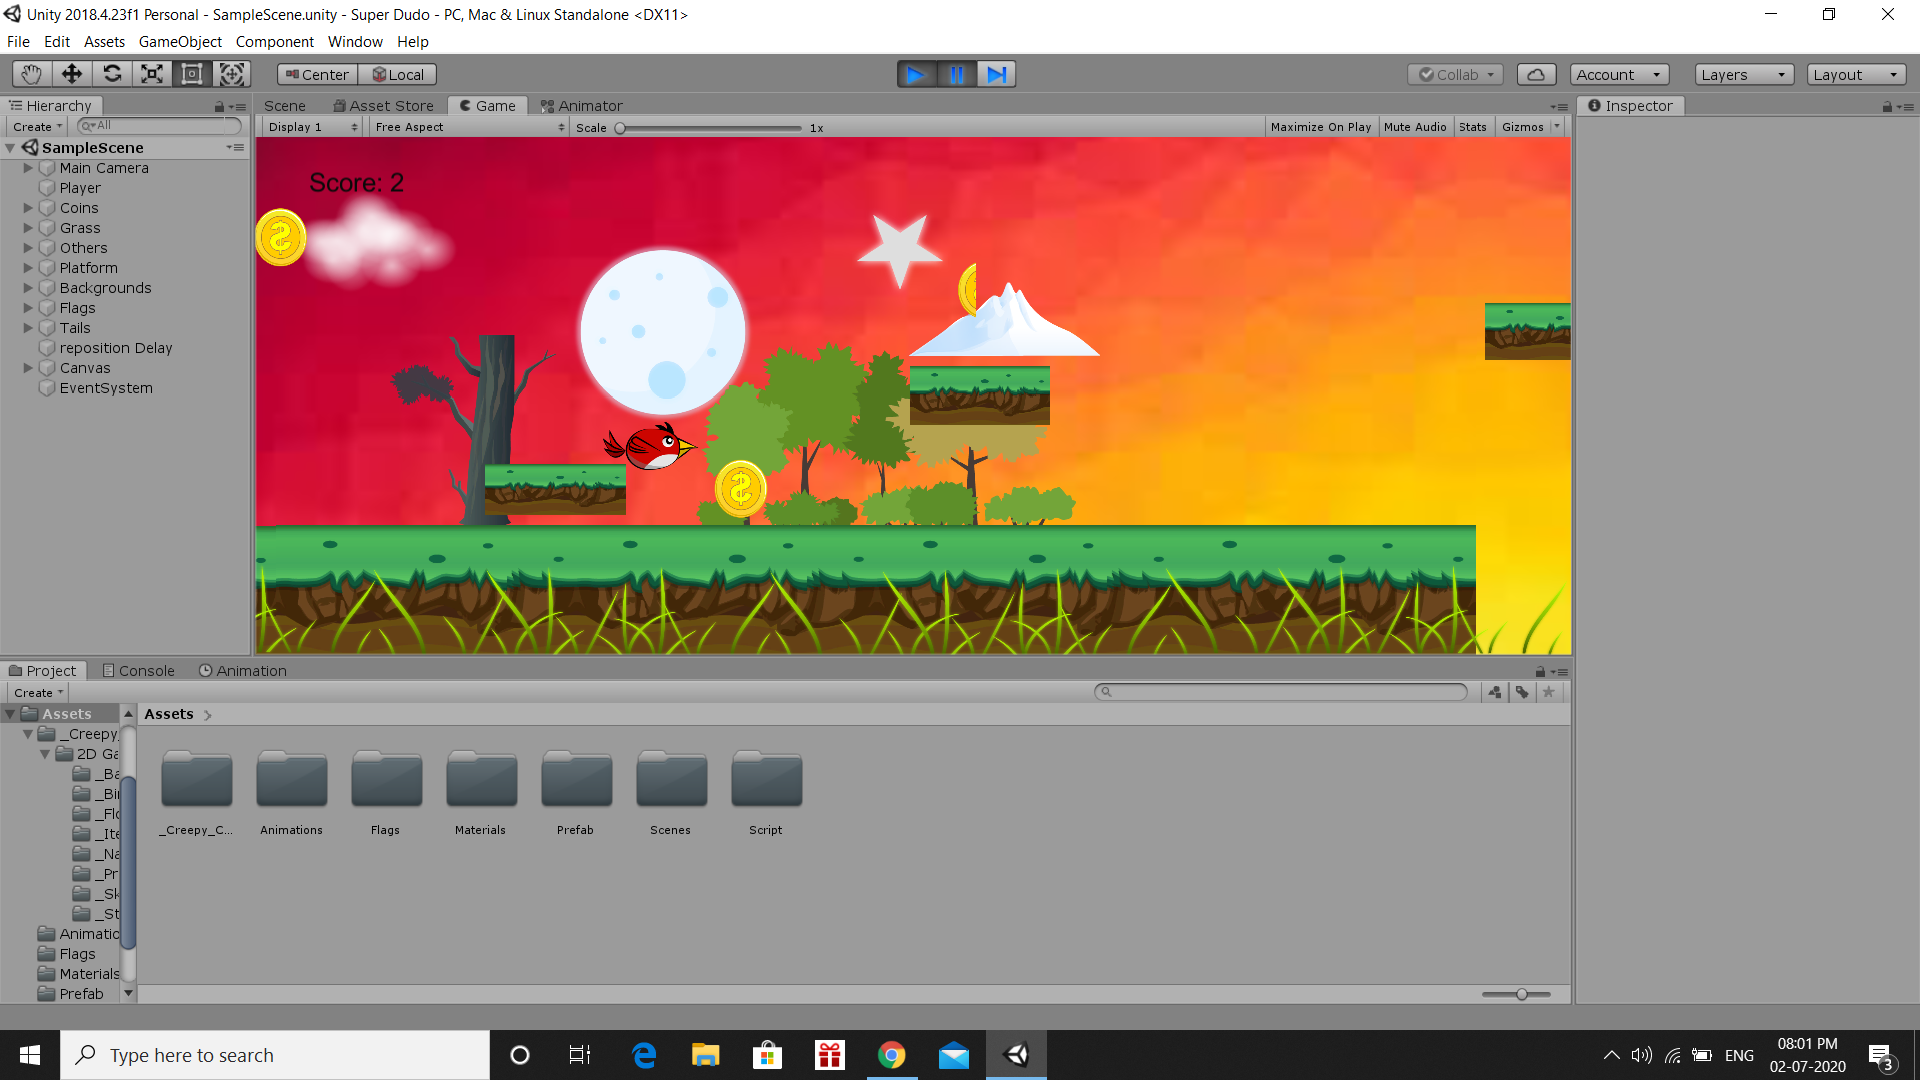 Unity 2018.4.23f1 Personal - SampleScene.unity - Super Dudo - PC, Mac & Linux Standalone <DX11>
File Edit Assets GameObject Component Window Help
Center Local Collab Account Layers Layout
Hierarchy Scene Asset Store Game Animator Inspector
Create All Display 1 Free Aspect Scale 1x Maximize On Play Mute Audio Stats Gizmos
SampleScene
Main Camera
Player
Coins
Grass
Others
Platform
Backgrounds
Flags
Tails
reposition Delay
Canvas
EventSystem
Score: 2
Project Console Animation
Create
Assets
_Creepy_
2D Ga
_Ba
_Bir
_Flo
_Ite
_Na
_Pr
_Sk
_St
Animatio
Flags
Materials
Prefab
Assets
_Creepy_C... Animations Flags Materials Prefab Scenes Script
Type here to search
ENG
08:01 PM
02-07-2020
3